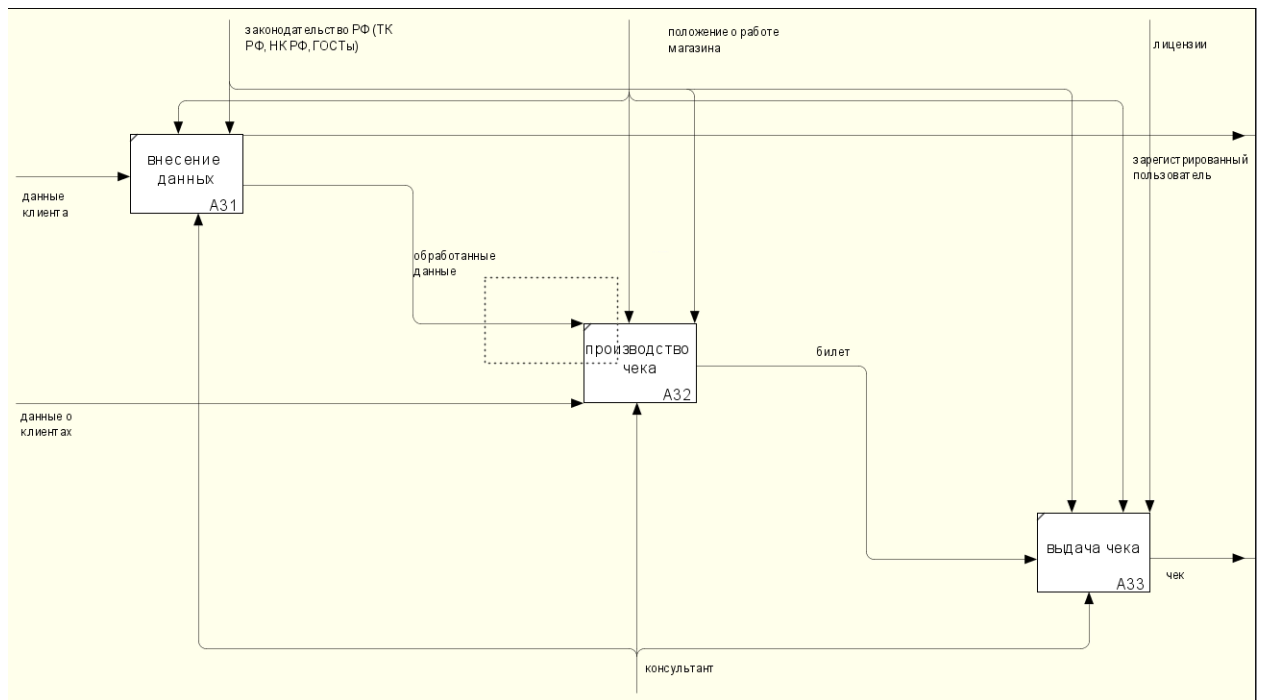 законодательство РФ (ТК
РФ, НК РФ, ГОСТы)
положение о работе
магазина
лицензии
внесение
данных
А31
зарегистрированный
пользователь
данные
клиента
обработанные
данные
производство
чека
А32
билет
данные о
клиентах
выдача чека
А33
чек
консультант